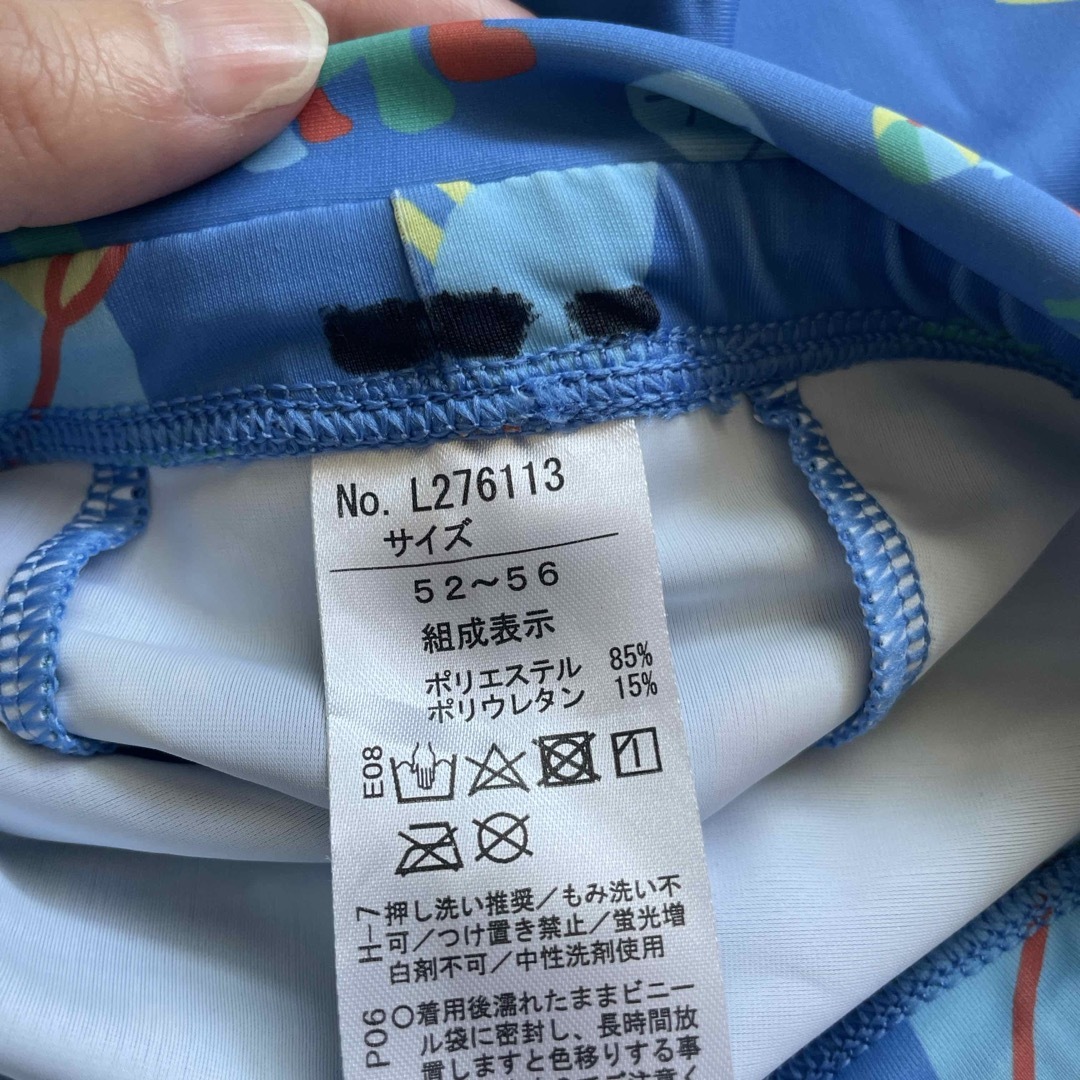 No. L276113
サイズ
52～56
組成表示
ポリエステル 85%
ポリウレタン 15%
E08
H-7 押し洗い推奨／もみ洗い不
可／つけ置き禁止／蛍光増
白剤不可／中性洗剤使用
P06 ○着用後濡れたままビニー
ル袋に密封し、長時間放
置しますと色移りする事